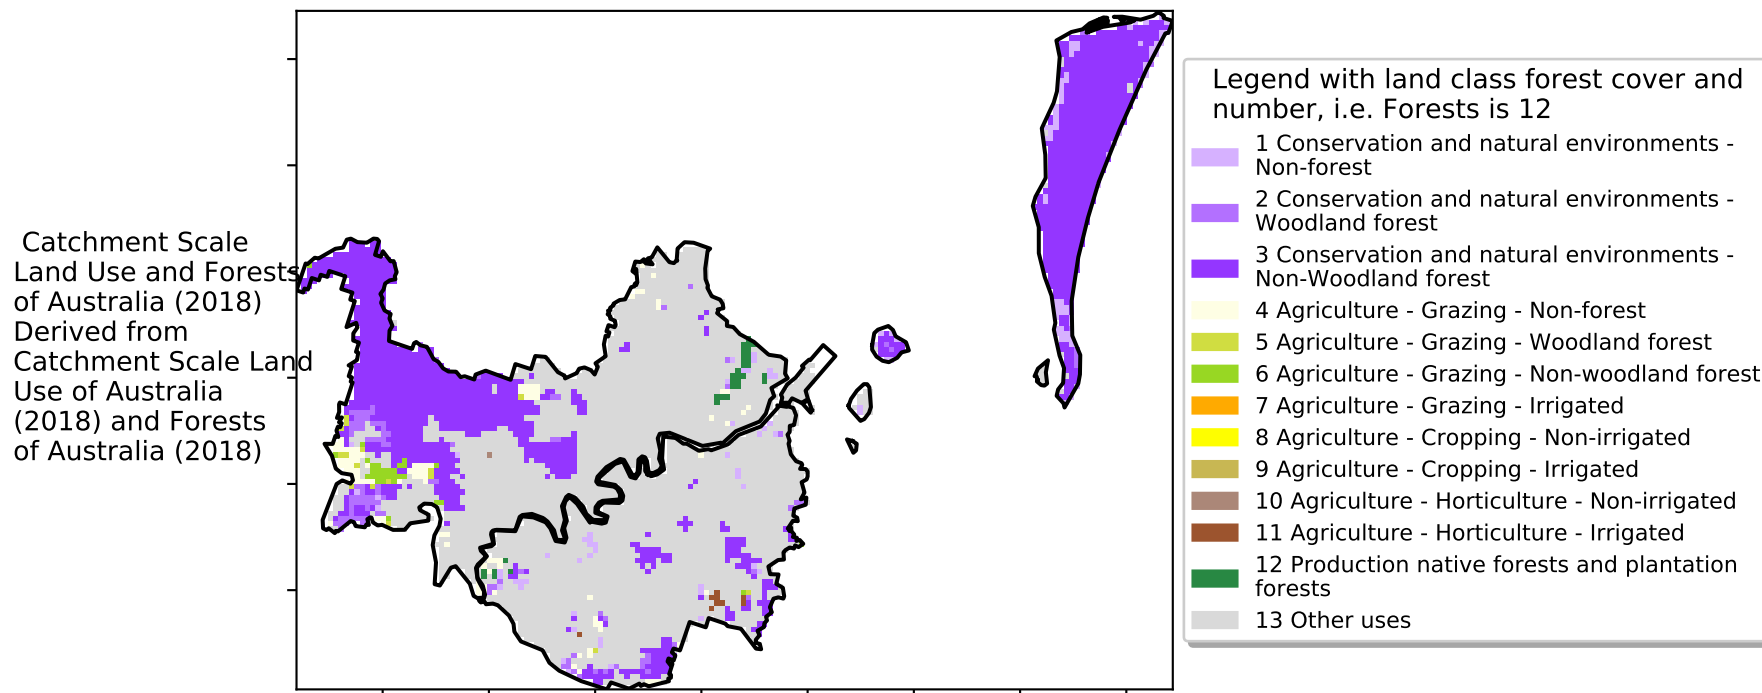 Catchment Scale
Land Use and Forests
of Australia (2018)
Derived from
Catchment Scale Land
Use of Australia
(2018) and Forests
of Australia (2018)
Legend with land class forest cover and
number, i.e. Forests is 12
1 Conservation and natural environments -
Non-forest
2 Conservation and natural environments -
Woodland forest
3 Conservation and natural environments -
Non-Woodland forest
4 Agriculture - Grazing - Non-forest
5 Agriculture - Grazing - Woodland forest
6 Agriculture - Grazing - Non-woodland forest
7 Agriculture - Grazing - Irrigated
8 Agriculture - Cropping - Non-irrigated
9 Agriculture - Cropping - Irrigated
10 Agriculture - Horticulture - Non-irrigated
11 Agriculture - Horticulture - Irrigated
12 Production native forests and plantation
forests
13 Other uses